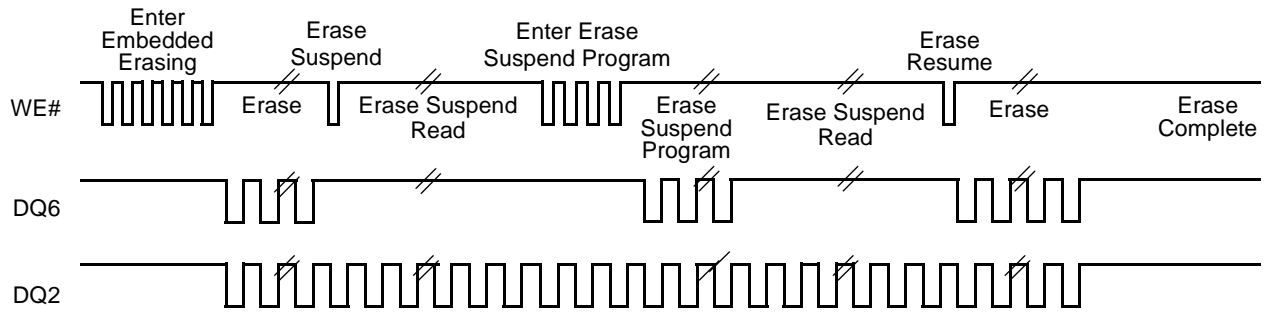 Enter
Embedded
Erasing
Erase
Suspend
Enter Erase
Suspend Program
Erase
Resume
WE#
Erase
Erase Suspend
Read
Erase
Suspend
Program
Erase Suspend
Read
Erase
Erase
Complete
DQ6
DQ2